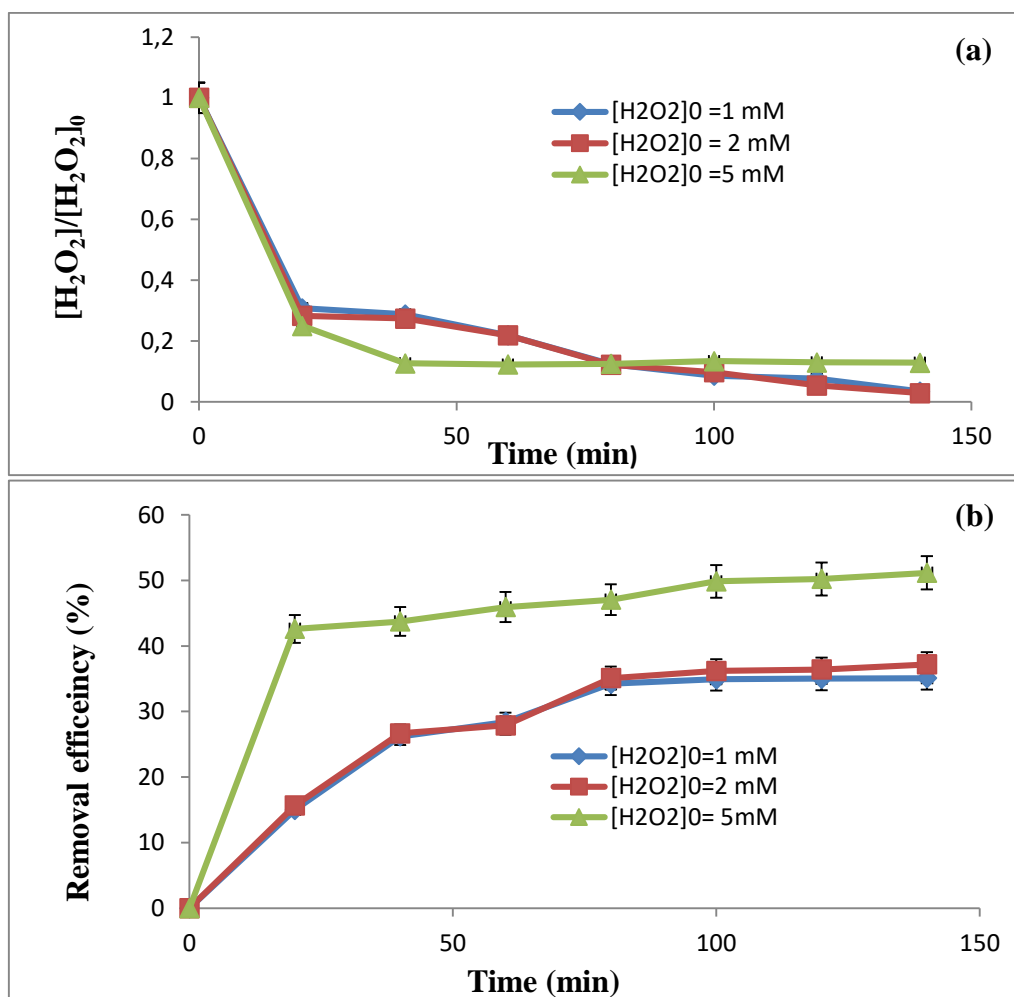 (a)
[H2O2]0 =1 mM
[H2O2]0 = 2 mM
[H2O2]0 =5 mM
[H₂O₂]/[H₂O₂]₀
1,2
1
0,8
0,6
0,4
0,2
0
0 50 100 150
Time (min)
(b)
Removal efficeincy (%)
60
50
40
30
20
10
0
[H2O2]0=1 mM
[H2O2]0=2 mM
[H2O2]0= 5mM
0 50 100 150
Time (min)